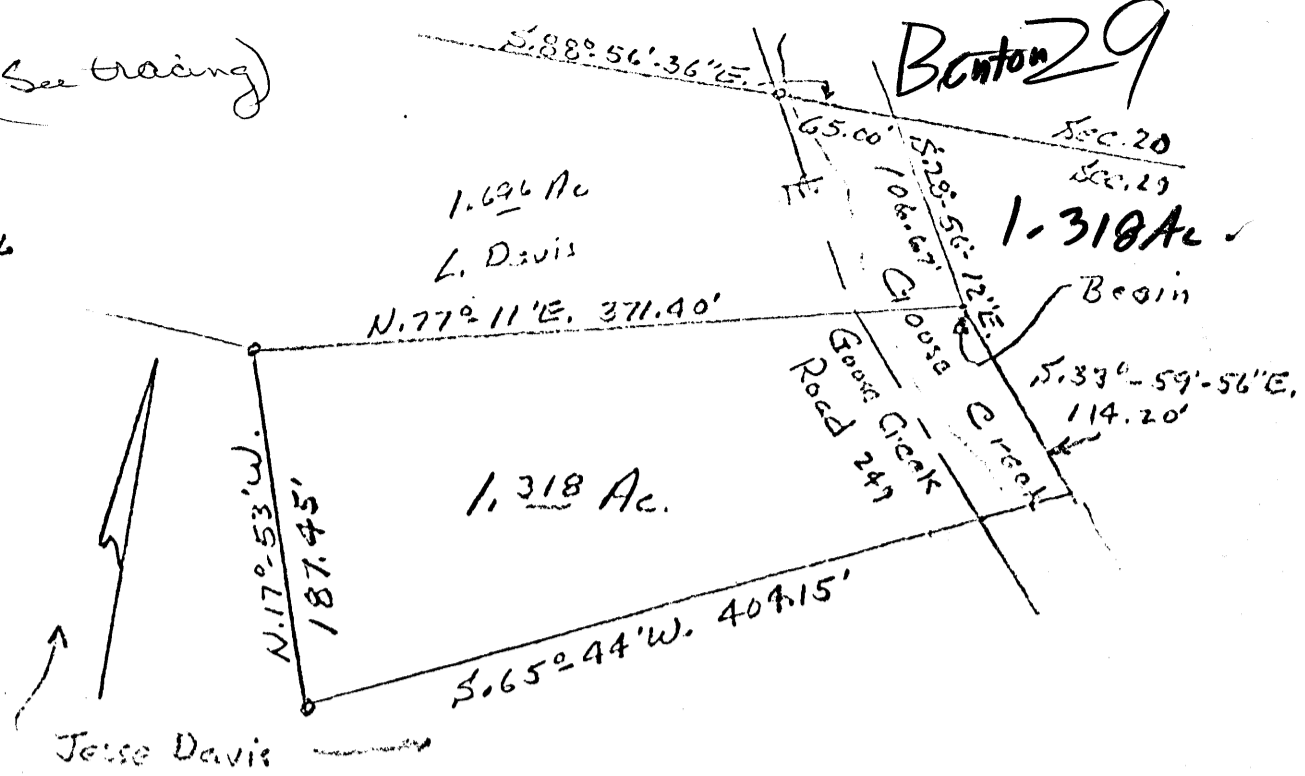 See tracing)
S.88°-56'-36"E.
Benton 29
65.00'
Sec. 20
Sec. 29
1.696 Ac
L. Davis
S.28°-56'-12"E.
106.67'
1.318 Ac.
Begin
N.77°-11'E. 371.40'
Goose Creek
Goose Creek
Road 249
S.33°-59'-56"E.
114.20'
N.17°-53'W.
187.45'
1.318 Ac.
S.65°-44'W. 404.15'
Jesse Davis